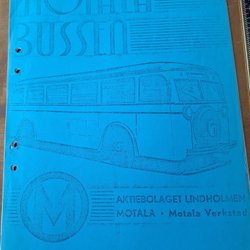 MOTALA
BUSSEN
M
AKTIEBOLAGET LINDHOLMEN
MOTALA • Motala Verkstad